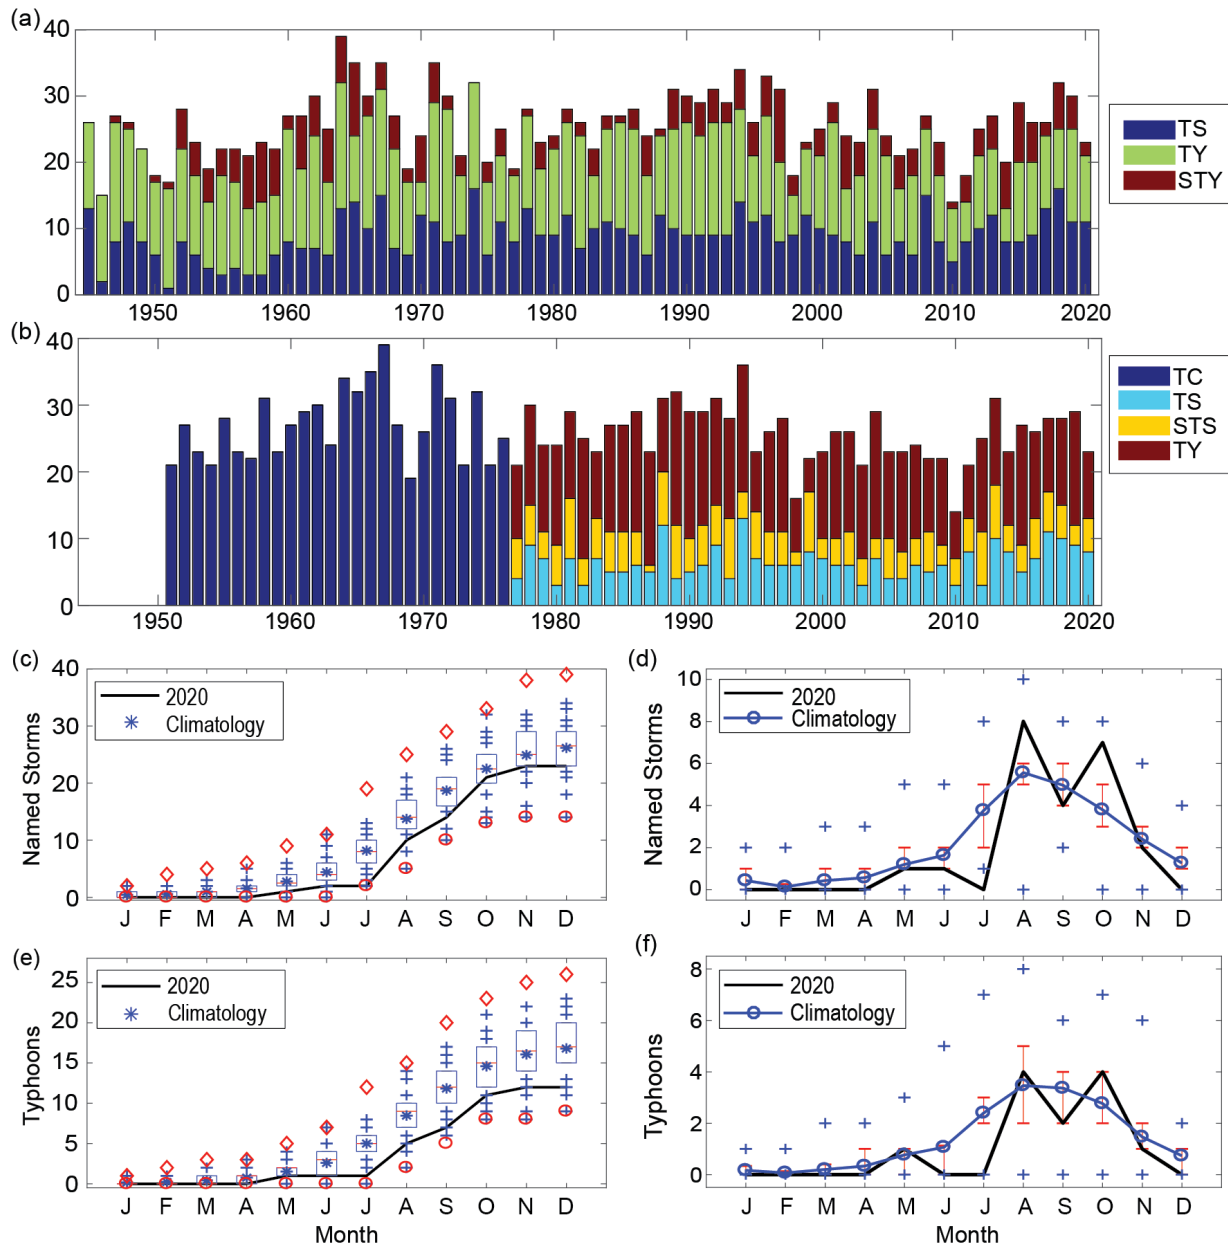 (a)
40
30
20
10
0
1950 1960 1970 1980 1990 2000 2010 2020
TS
TY
STY
(b)
40
30
20
10
0
1950 1960 1970 1980 1990 2000 2010 2020
TC
TS
STS
TY
(c)
Named Storms
40
30
20
10
0
2020
Climatology
J F M A M J J A S O N D
(d)
Named Storms
10
8
6
4
2
0
2020
Climatology
J F M A M J J A S O N D
(e)
Typhoons
25
20
15
10
5
0
2020
Climatology
J F M A M J J A S O N D
Month
(f)
Typhoons
8
6
4
2
0
2020
Climatology
J F M A M J J A S O N D
Month